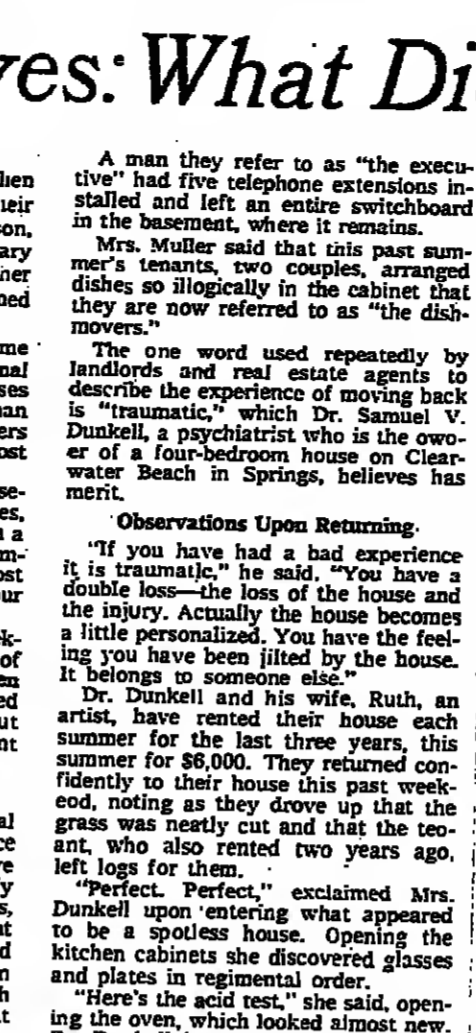 ves: What Di
A man they refer to as "the execu-
tive" had five telephone extensions in-
stalled and left an entire switchboard
in the basement, where it remains.
Mrs. Muller said that this past sum-
mer's tenants, two couples, arranged
dishes so illogically in the cabinet that
they are now referred to as "the dish-
movers."
The one word used repeatedly by
landlords and real estate agents to
describe the experience of moving back
is "traumatic," which Dr. Samuel V.
Dunkell, a psychiatrist who is the owo-
er of a four-bedroom house on Clear-
water Beach in Springs, believes has
merit.
Observations Upon Returning
"If you have had a bad experience
it is traumatic," he said. "You have a
double loss—the loss of the house and
the injury. Actually the house becomes
a little personalized. You have the feel-
ing you have been jilted by the house.
It belongs to someone else."
Dr. Dunkell and his wife, Ruth, an
artist, have rented their house each
summer for the last three years, this
summer for $6,000. They returned con-
fidently to their house this past week-
eod, noting as they drove up that the
grass was neatly cut and that the teo-
ant, who also rented two years ago,
left logs for them.
"Perfect. Perfect," exclaimed Mrs.
Dunkell upon entering what appeared
to be a spotless house. Opening the
kitchen cabinets she discovered glasses
and plates in regimental order.
"Here's the acid test," she said, open-
ing the oven, which looked almost new.